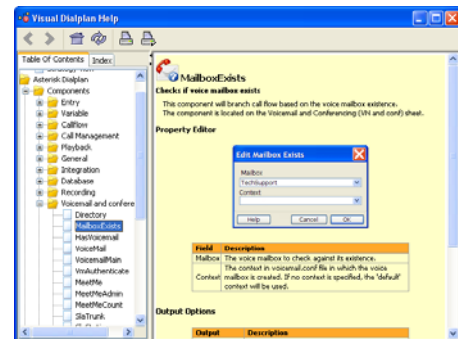 Visual Dialplan Help
Table Of Contents Index
Asterisk Dialplan
Components
Entry
Variable
Callflow
Call Management
Playback
General
Integration
Database
Recording
Voicemail and confere
Directory
MailboxExists
HasVoicemail
VoiceMail
VoicemailMain
VmAuthenticate
MeetMe
MeetMeAdmin
MeetMeCount
SlaTrunk
MailboxExists
Checks if voice mailbox exists
This component will branch call flow based on the voice mailbox existence.
The component is located on the Voicemail and Conferencing (VM and conf) sheet.
Property Editor
Edit Mailbox Exists
Mailbox
TechSupport
Context
Help Cancel OK
Field Description
Mailbox The voice mailbox to check against its existence.
Context The context in voicemail.conf file in which the voice
mailbox is created. If no context is specified, the 'default'
context will be used.
Output Options
Output Description